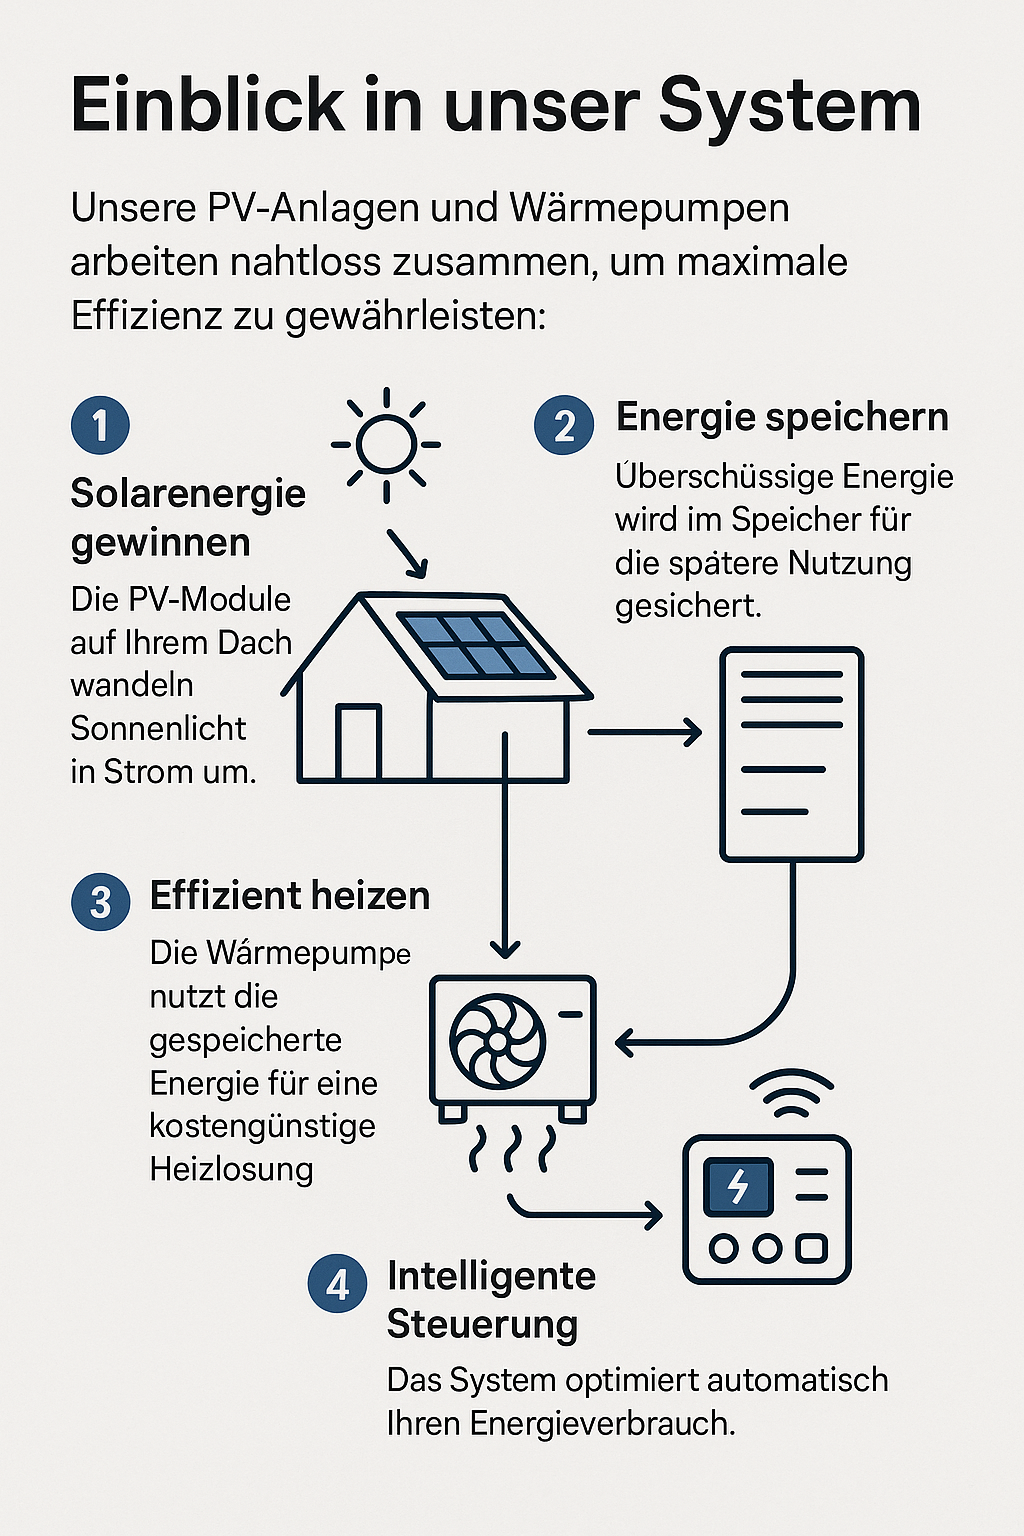 Einblick in unser System
Unsere PV-Anlagen und Wärmepumpen
arbeiten nahtloss zusammen, um maximale
Effizienz zu gewährleisten:
1
Solarenergie
gewinnen
Die PV-Module
auf Ihrem Dach
wandeln
Sonnenlicht
in Strom um.
2
Energie speichern
Úberschüssige Energie
wird im Speicher für
die spätere Nutzung
gesichert.
3
Effizient heizen
Die Wármepumpe
nutzt die
gespeicherte
Energie für eine
kostengünstige
Heizlosung
4
Intelligente
Steuerung
Das System optimiert automatisch
Ihren Energieverbrauch.